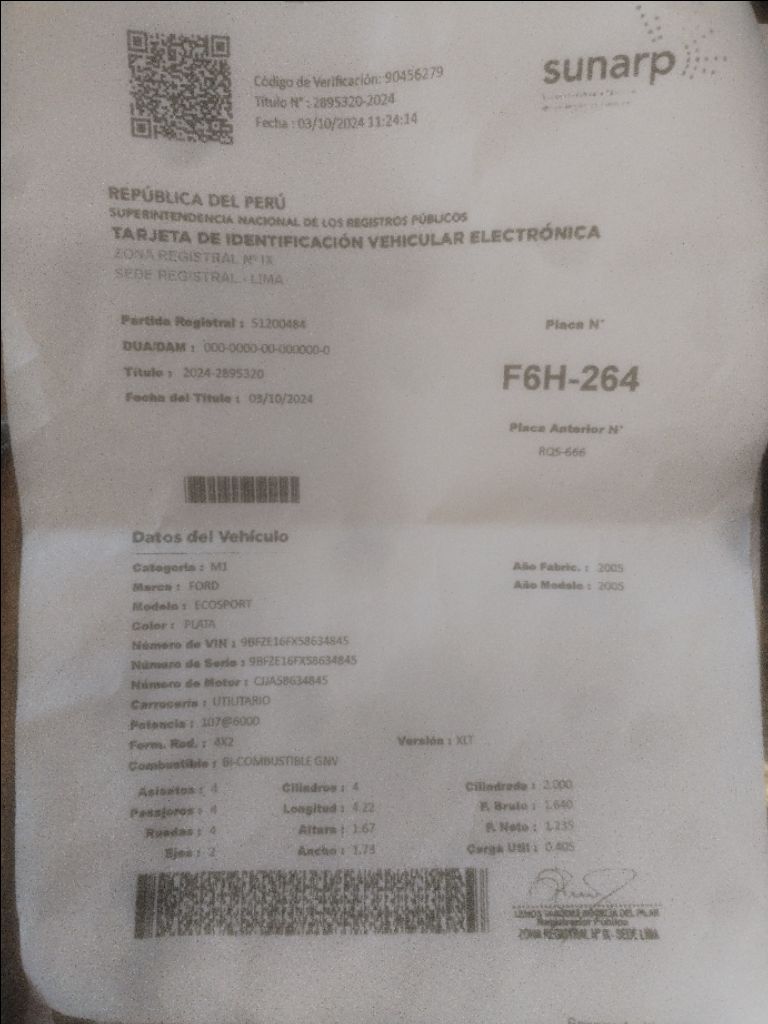 Código de Verificación: 90456279
Título N° : 2895320-2024
Fecha : 03/10/2024 11:24:14
sunarp
REPÚBLICA DEL PERÚ
SUPERINTENDENCIA NACIONAL DE LOS REGISTROS PÚBLICOS
TARJETA DE IDENTIFICACIÓN VEHICULAR ELECTRÓNICA
ZONA REGISTRAL N° IX
SEDE REGISTRAL - LIMA
Partida Registral : 51200484
DUA/DAM : 000-0000-00-000000-0
Título : 2024-2895320
Fecha del Título : 03/10/2024
Placa N°
F6H-264
Placa Anterior N°
RQ5-666
Datos del Vehículo
Categoría : M1
Marca : FORD
Modelo : ECOSPORT
Color : PLATA
Número de VIN : 9BFZE16FX58634845
Número de Serie : 9BFZE16FX58634845
Número de Motor : CJJA58634845
Carrocería : UTILITARIO
Potencia : 107@6000
Form. Rod. : 4X2
Combustible : BI-COMBUSTIBLE GNV
Año Fabric. : 2005
Año Modelo : 2005
Versión : XLT
Asientos : 4 Cilindros : 4 Cilindrada : 2.000
Pasajeros : 4 Longitud : 4.22 P. Bruto : 1.640
Ruedas : 4 Altura : 1.67 P. Neto : 1.235
Ejes : 2 Ancho : 1.73 Carga Util : 0.405
DEL PILAR
Registrador Público
ZONA REGISTRAL N° IX - SEDE LIMA